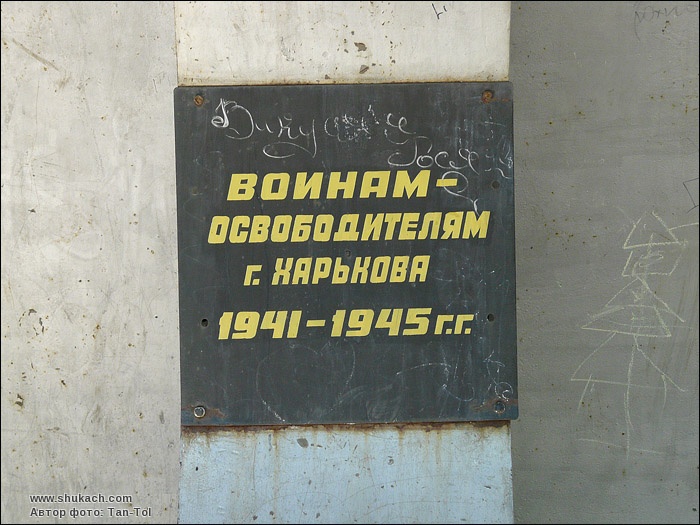 ВОИНАМ-
ОСВОБОДИТЕЛЯМ
г. ХАРЬКОВА
1941-1945 г.г.
www.shukach.com
Автор фото: Tan-Tol